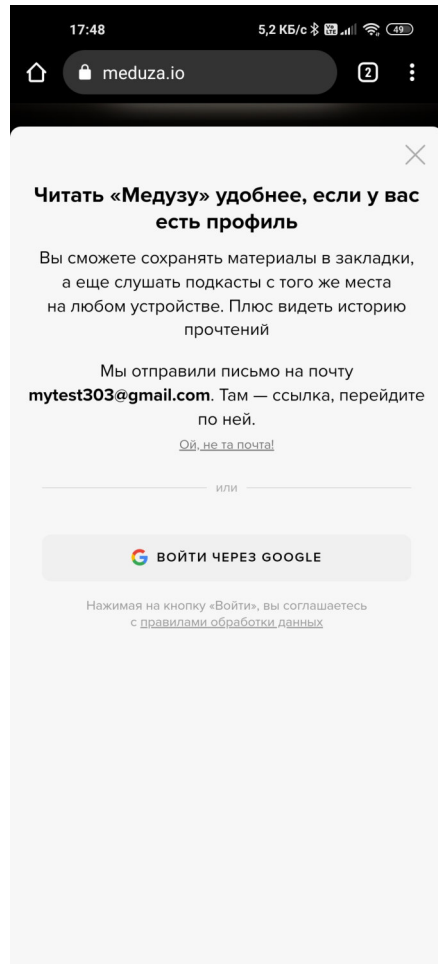 17:48
5,2 КБ/с
49
meduza.io
2
Читать «Медузу» удобнее, если у вас
есть профиль
Вы сможете сохранять материалы в закладки,
а еще слушать подкасты с того же места
на любом устройстве. Плюс видеть историю
прочтений
Мы отправили письмо на почту
mytest303@gmail.com. Там — ссылка, перейдите
по ней.
Ой, не та почта!
или
ВОЙТИ ЧЕРЕЗ GOOGLE
Нажимая на кнопку «Войти», вы соглашаетесь
с правилами обработки данных